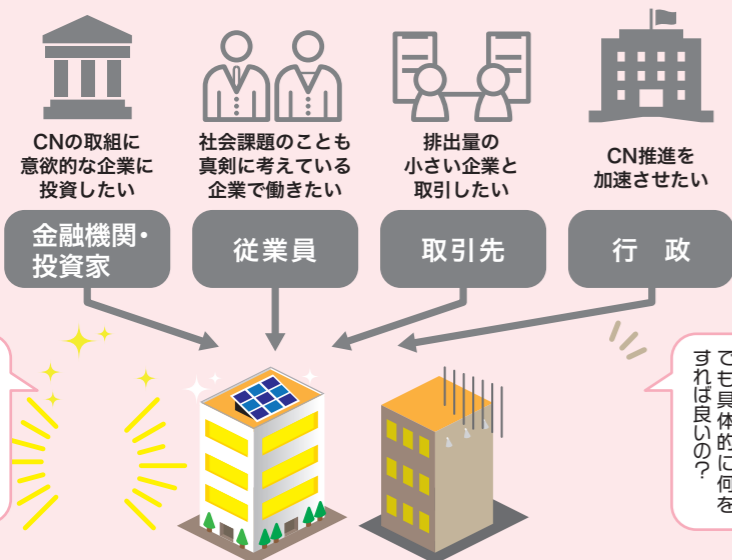 CNの取組に
意欲的な企業に
投資したい
金融機関・
投資家
社会課題のことも
真剣に考えている
企業で働きたい
従業員
排出量の
小さい企業と
取引したい
取引先
CN推進を
加速させたい
行　政
でも具体的に何を
すれば良いの？